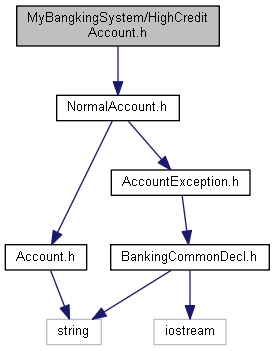 MyBangkingSystem/HighCredit
Account.h
NormalAccount.h
AccountException.h
Account.h
BankingCommonDecl.h
string
iostream